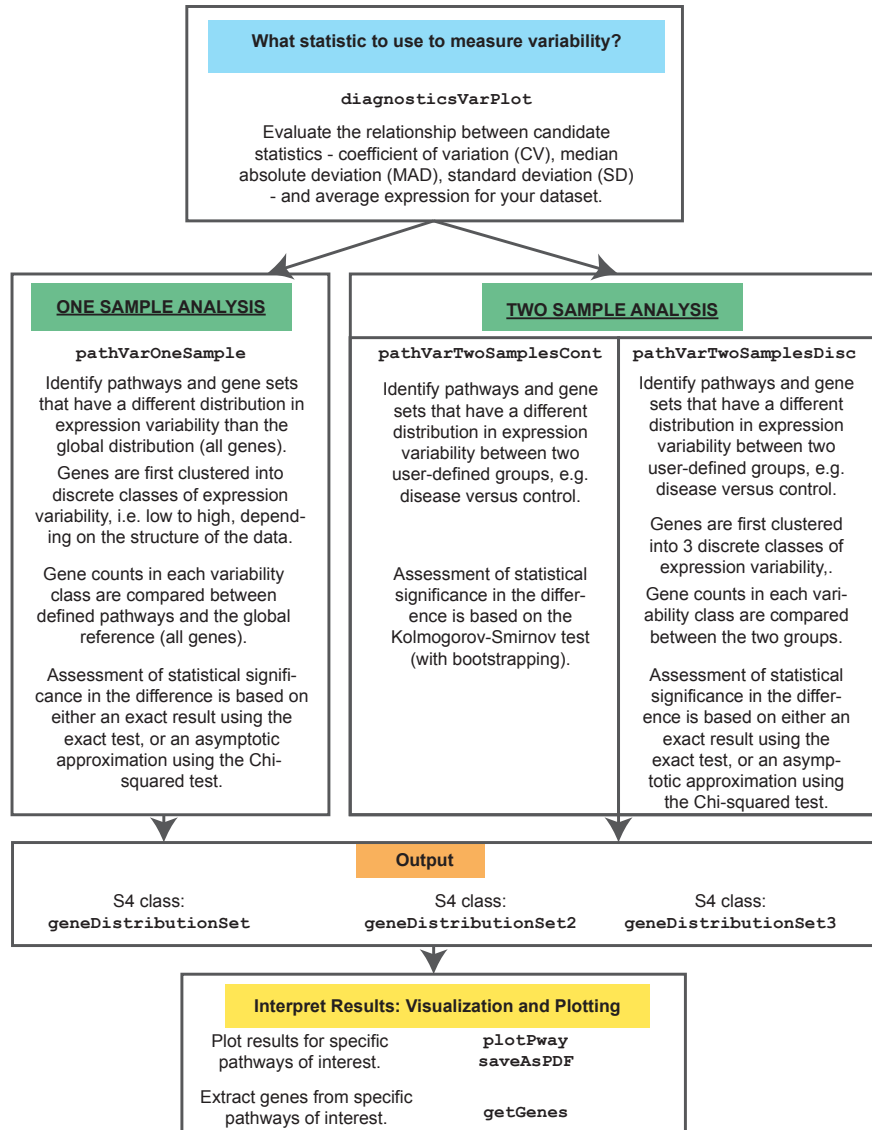 What statistic to use to measure variability?
diagnosticsVarPlot
Evaluate the relationship between candidate
statistics - coefficient of variation (CV), median
absolute deviation (MAD), standard deviation (SD)
- and average expression for your dataset.
ONE SAMPLE ANALYSIS
pathVarOneSample
Identify pathways and gene sets
that have a different distribution in
expression variability than the
global distribution (all genes).
Genes are first clustered into
discrete classes of expression
variability, i.e. low to high, depend-
ing on the structure of the data.
Gene counts in each variability
class are compared between
defined pathways and the global
reference (all genes).
Assessment of statistical signifi-
cance in the difference is based on
either an exact result using the
exact test, or an asymptotic
approximation using the Chi-
squared test.
TWO SAMPLE ANALYSIS
pathVarTwoSamplesCont
Identify pathways and gene
sets that have a different
distribution in expression
variability between two
user-defined groups, e.g.
disease versus control.
Assessment of statistical
significance in the differ-
ence is based on the
Kolmogorov-Smirnov test
(with bootstrapping).
pathVarTwoSamplesDisc
Identify pathways and gene
sets that have a different
distribution in expression
variability between two
user-defined groups, e.g.
disease versus control.
Genes are first clustered
into 3 discrete classes of
expression variability,.
Gene counts in each vari-
ability class are compared
between the two groups.
Assessment of statistical
significance in the differ-
ence is based on either an
exact result using the
exact test, or an asymp-
totic approximation using
the Chi-squared test.
Output
S4 class:
geneDistributionSet
S4 class:
geneDistributionSet2
S4 class:
geneDistributionSet3
Interpret Results: Visualization and Plotting
Plot results for specific
pathways of interest.
plotPway
saveAsPDF
Extract genes from specific
pathways of interest.
getGenes